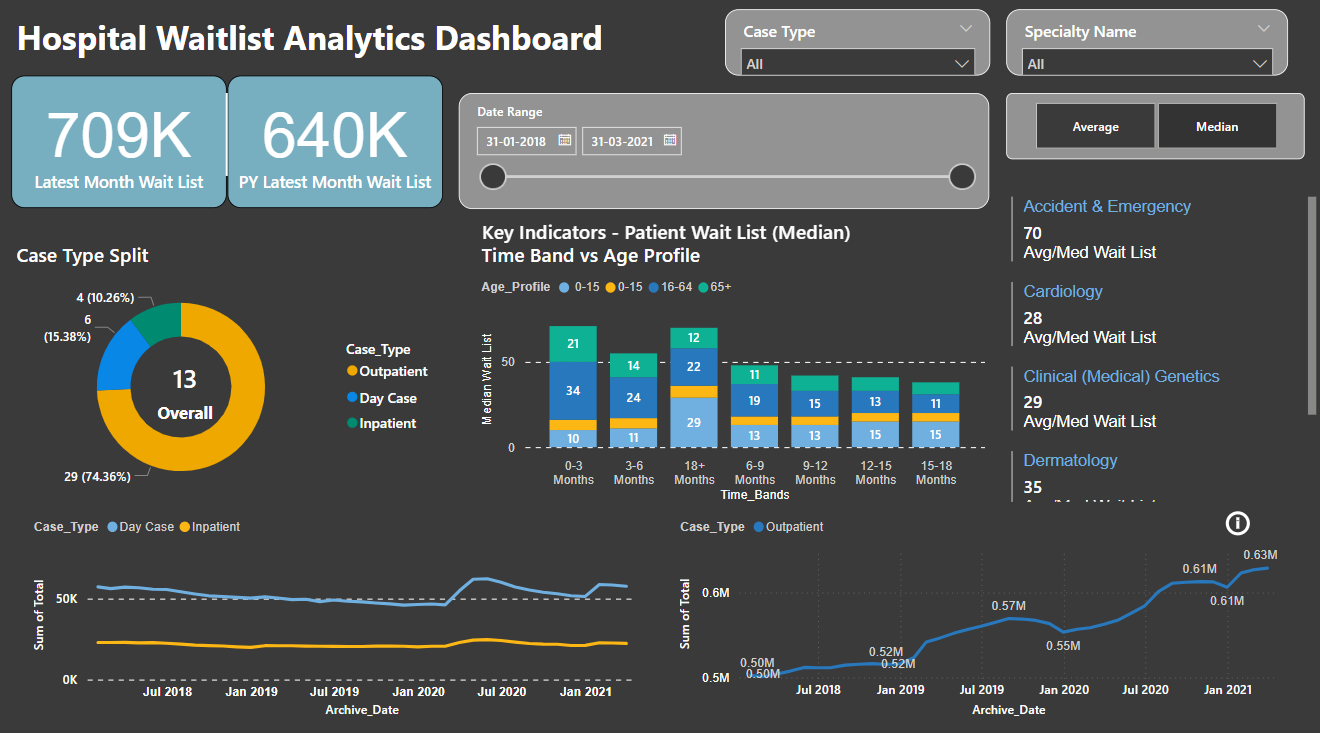 Hospital Waitlist Analytics Dashboard
Case Type
All
Specialty Name
All
709K
Latest Month Wait List
640K
PY Latest Month Wait List
Date Range
31-01-2018
31-03-2021
Average
Median
Accident & Emergency
70
Avg/Med Wait List
Cardiology
28
Avg/Med Wait List
Clinical (Medical) Genetics
29
Avg/Med Wait List
Dermatology
35
Case Type Split
4 (10.26%)
6
(15.38%)
13
Overall
29 (74.36%)
Case_Type
Outpatient
Day Case
Inpatient
Key Indicators - Patient Wait List (Median)
Time Band vs Age Profile
Age_Profile 0-15 0-15 16-64 65+
Median Wait List
50
0
21
34
10
14
24
11
12
22
29
11
19
13
15
13
13
15
11
15
0-3
Months
3-6
Months
18+
Months
6-9
Months
9-12
Months
12-15
Months
15-18
Months
Time_Bands
Case_Type Day Case Inpatient
Sum of Total
50K
0K
Jul 2018 Jan 2019 Jul 2019 Jan 2020 Jul 2020 Jan 2021
Archive_Date
Case_Type Outpatient
Sum of Total
0.6M
0.5M
0.50M
0.50M
0.52M
0.52M
0.57M
0.55M
0.61M
0.61M
0.63M
Jul 2018 Jan 2019 Jul 2019 Jan 2020 Jul 2020 Jan 2021
Archive_Date